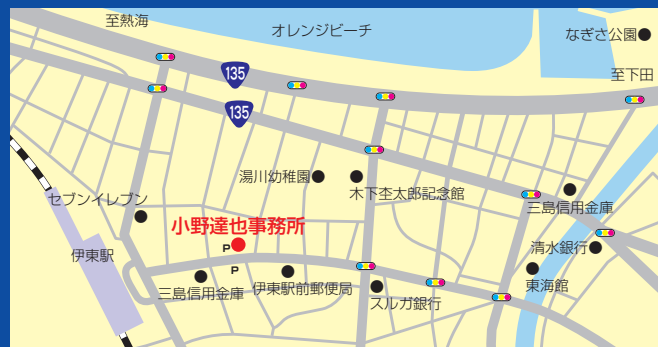 至熱海
オレンジビーチ
なぎさ公園
至下田
135
135
湯川幼稚園
木下杢太郎記念館
セブンイレブン
三島信用金庫
小野達也事務所
P
清水銀行
伊東駅
P
東海館
三島信用金庫
伊東駅前郵便局
スルガ銀行